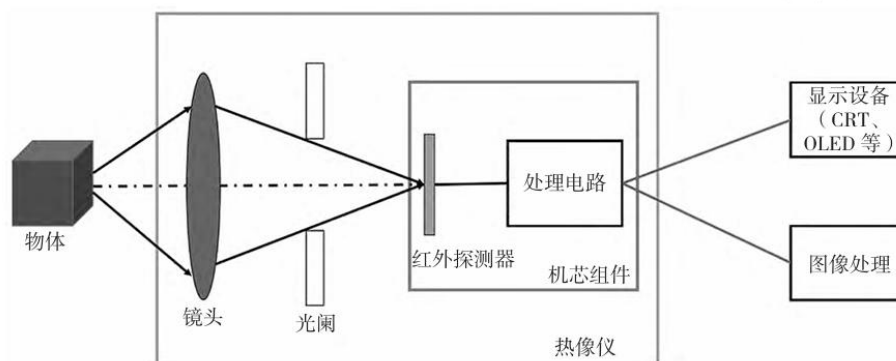 物体
镜头
光阑
红外探测器
处理电路
机芯组件
热像仪
显示设备
（CRT、
OLED 等）
图像处理